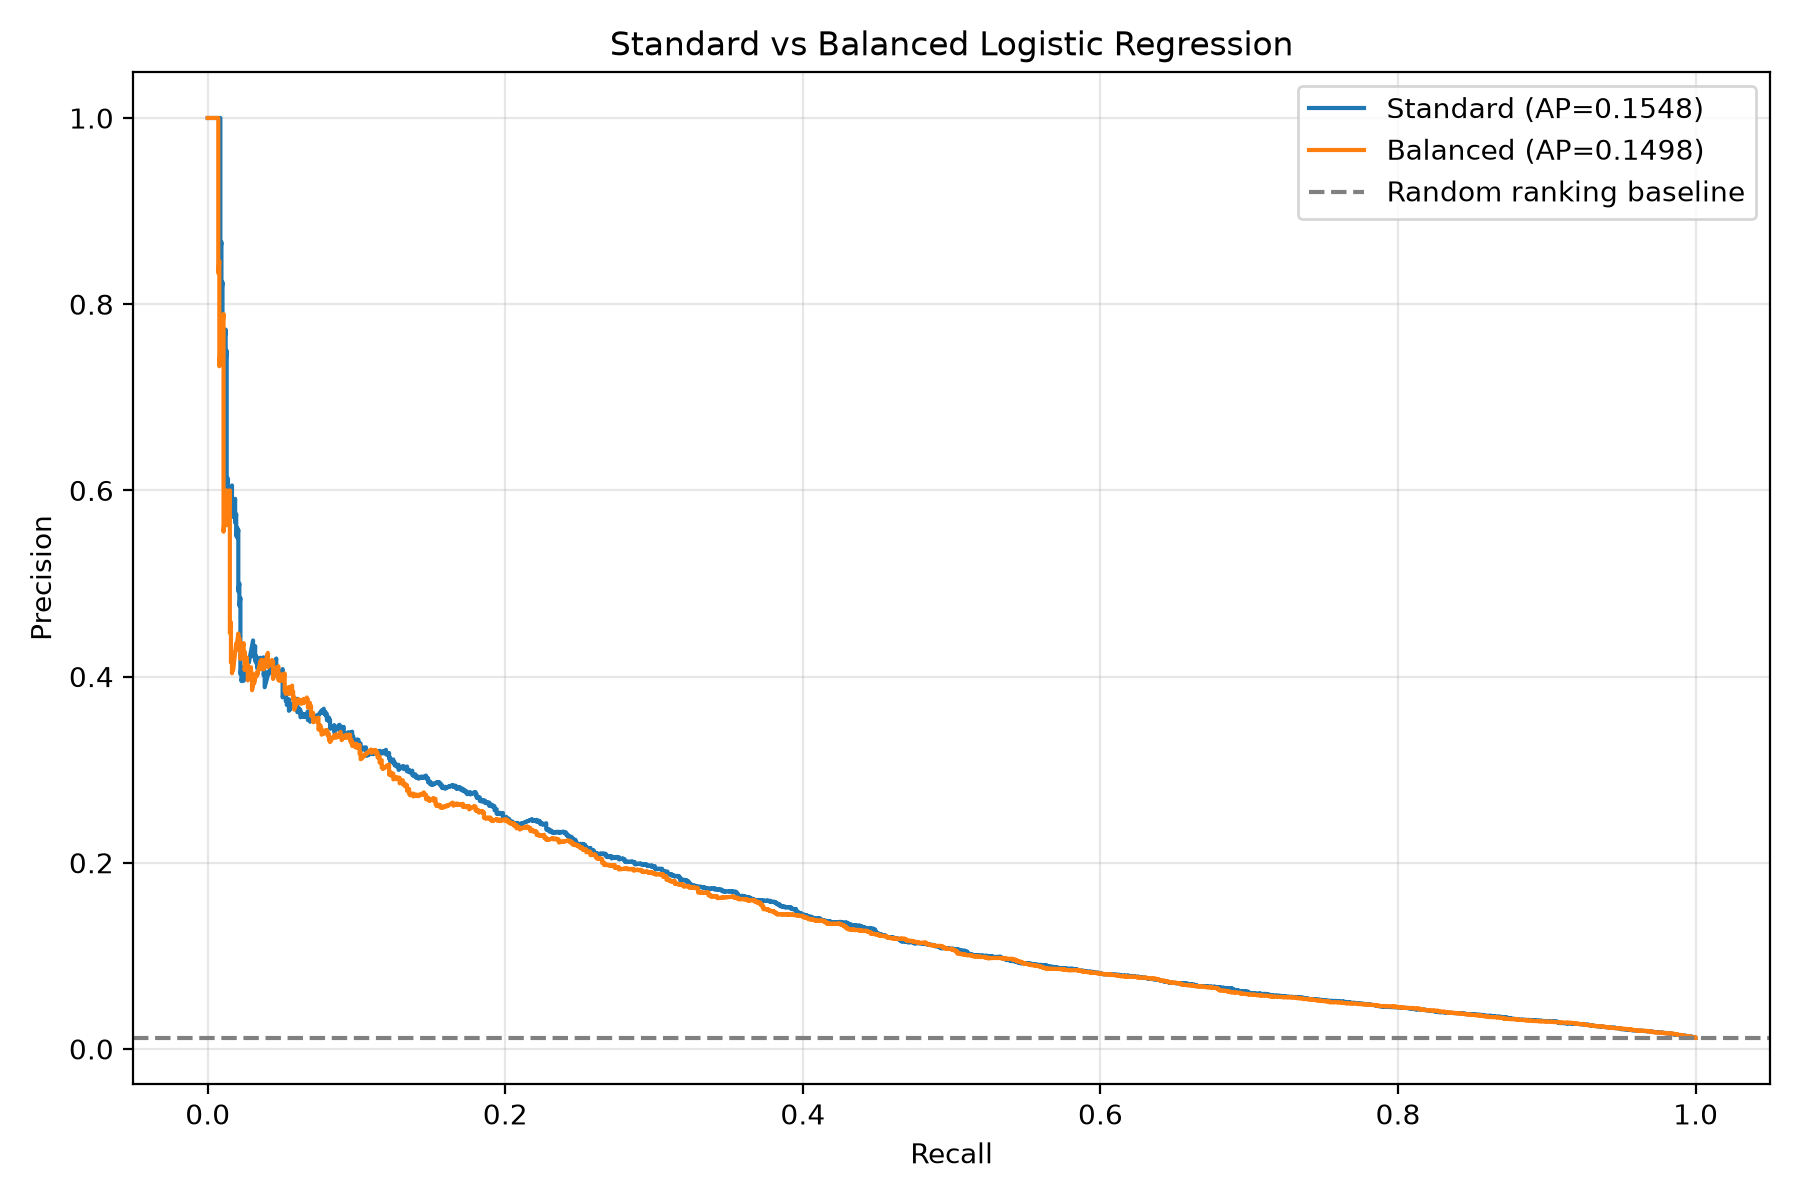 Standard vs Balanced Logistic Regression
Standard (AP=0.1548)
Balanced (AP=0.1498)
Random ranking baseline
1.0
0.8
0.6
0.4
0.2
0.0
Precision
0.0 0.2 0.4 0.6 0.8 1.0
Recall